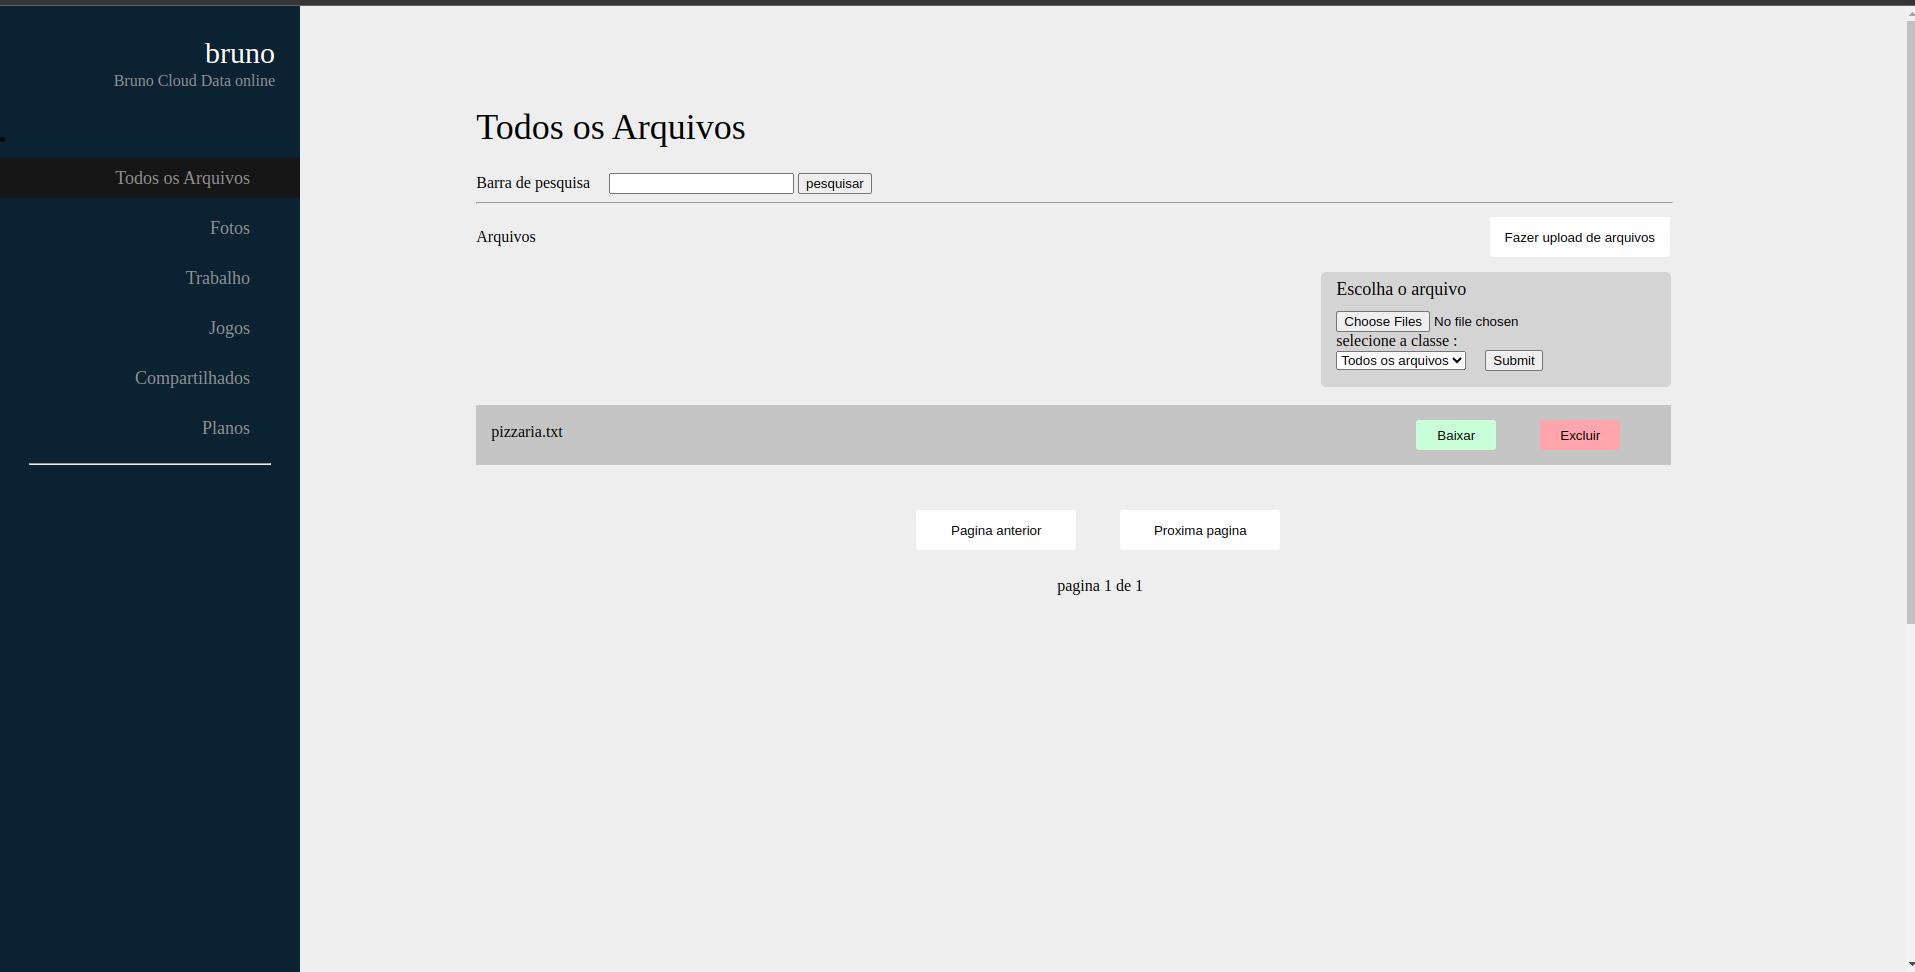 bruno
Bruno Cloud Data online
Todos os Arquivos
Fotos
Trabalho
Jogos
Compartilhados
Planos
Todos os Arquivos
Barra de pesquisa pesquisar
Arquivos Fazer upload de arquivos
Escolha o arquivo
Choose Files No file chosen
selecione a classe :
Todos os arquivos Submit
pizzaria.txt Baixar Excluir
Pagina anterior Proxima pagina
pagina 1 de 1